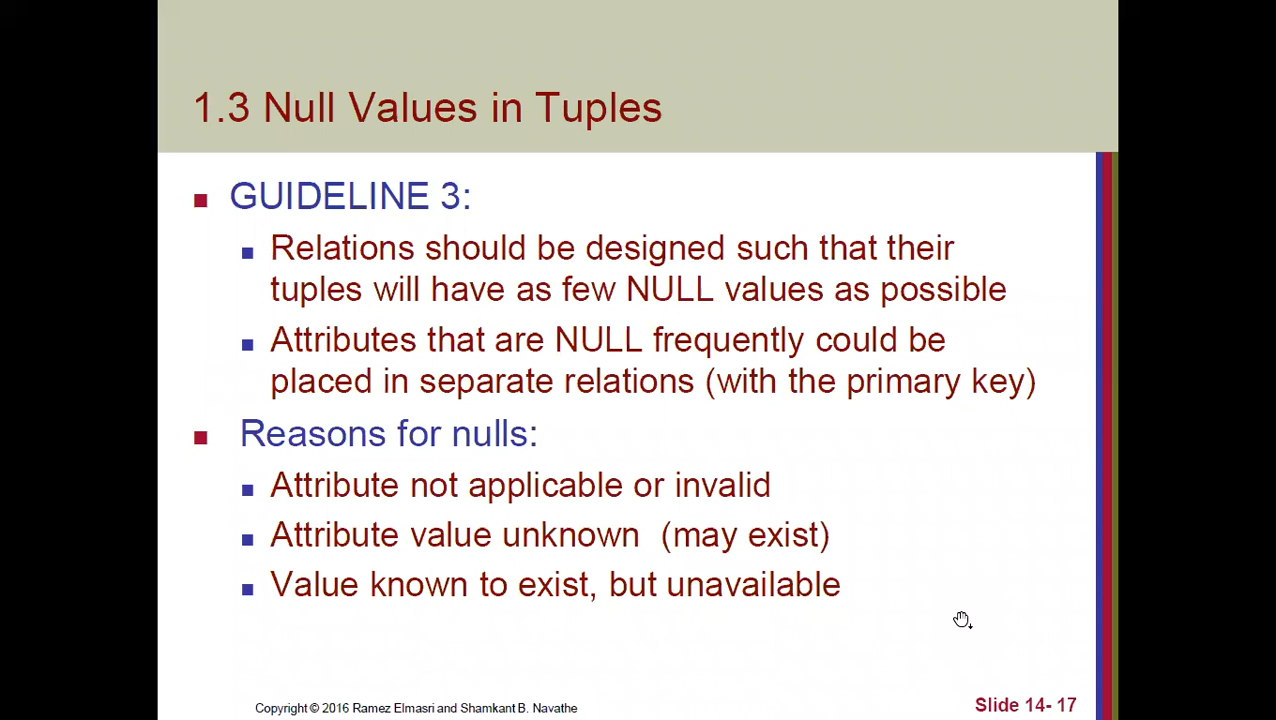 1.3 Null Values in Tuples
GUIDELINE 3:
Relations should be designed such that their
tuples will have as few NULL values as possible
Attributes that are NULL frequently could be
placed in separate relations (with the primary key)
Reasons for nulls:
Attribute not applicable or invalid
Attribute value unknown (may exist)
Value known to exist, but unavailable
Copyright © 2016 Ramez Elmasri and Shamkant B. Navathe
Slide 14- 17